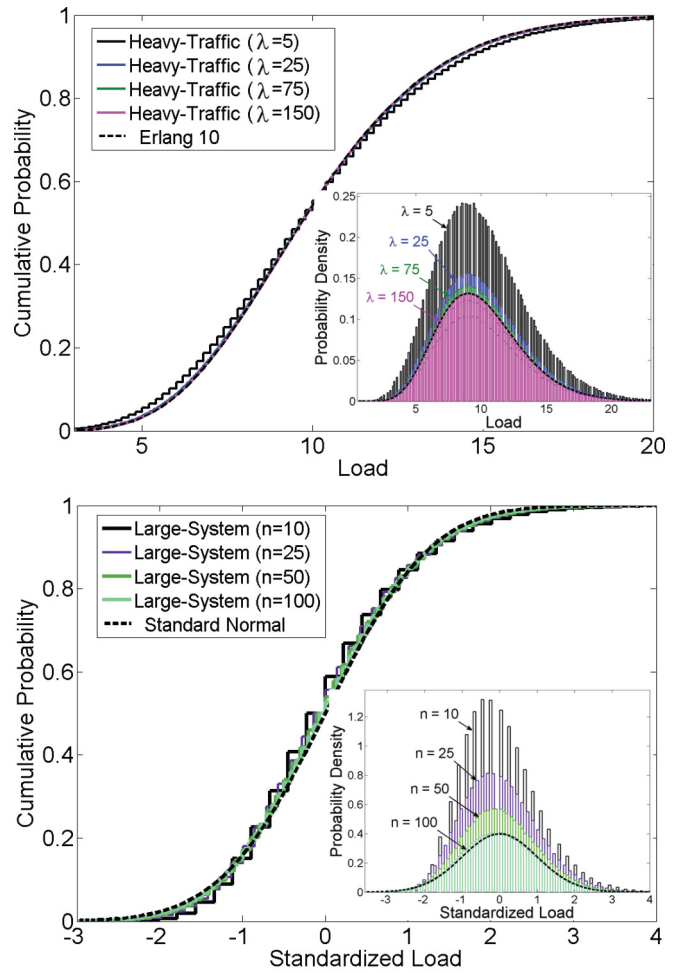 1
0.8
0.6
0.4
0.2
0
Cumulative Probability
Heavy-Traffic (λ=5)
Heavy-Traffic (λ=25)
Heavy-Traffic (λ=75)
Heavy-Traffic (λ=150)
Erlang 10
5
10
15
20
Load
0.25
0.2
0.15
0.1
0.05
0
Probability Density
λ = 5
λ = 25
λ = 75
λ = 150
5
10
15
20
Load
1
0.8
0.6
0.4
0.2
0
Cumulative Probability
Large-System (n=10)
Large-System (n=25)
Large-System (n=50)
Large-System (n=100)
Standard Normal
-3
-2
-1
0
1
2
3
4
Standardized Load
1.2
1
0.8
0.6
0.4
0.2
0
Probability Density
n = 10
n = 25
n = 50
n = 100
-3
-2
-1
0
1
2
3
4
Standardized Load